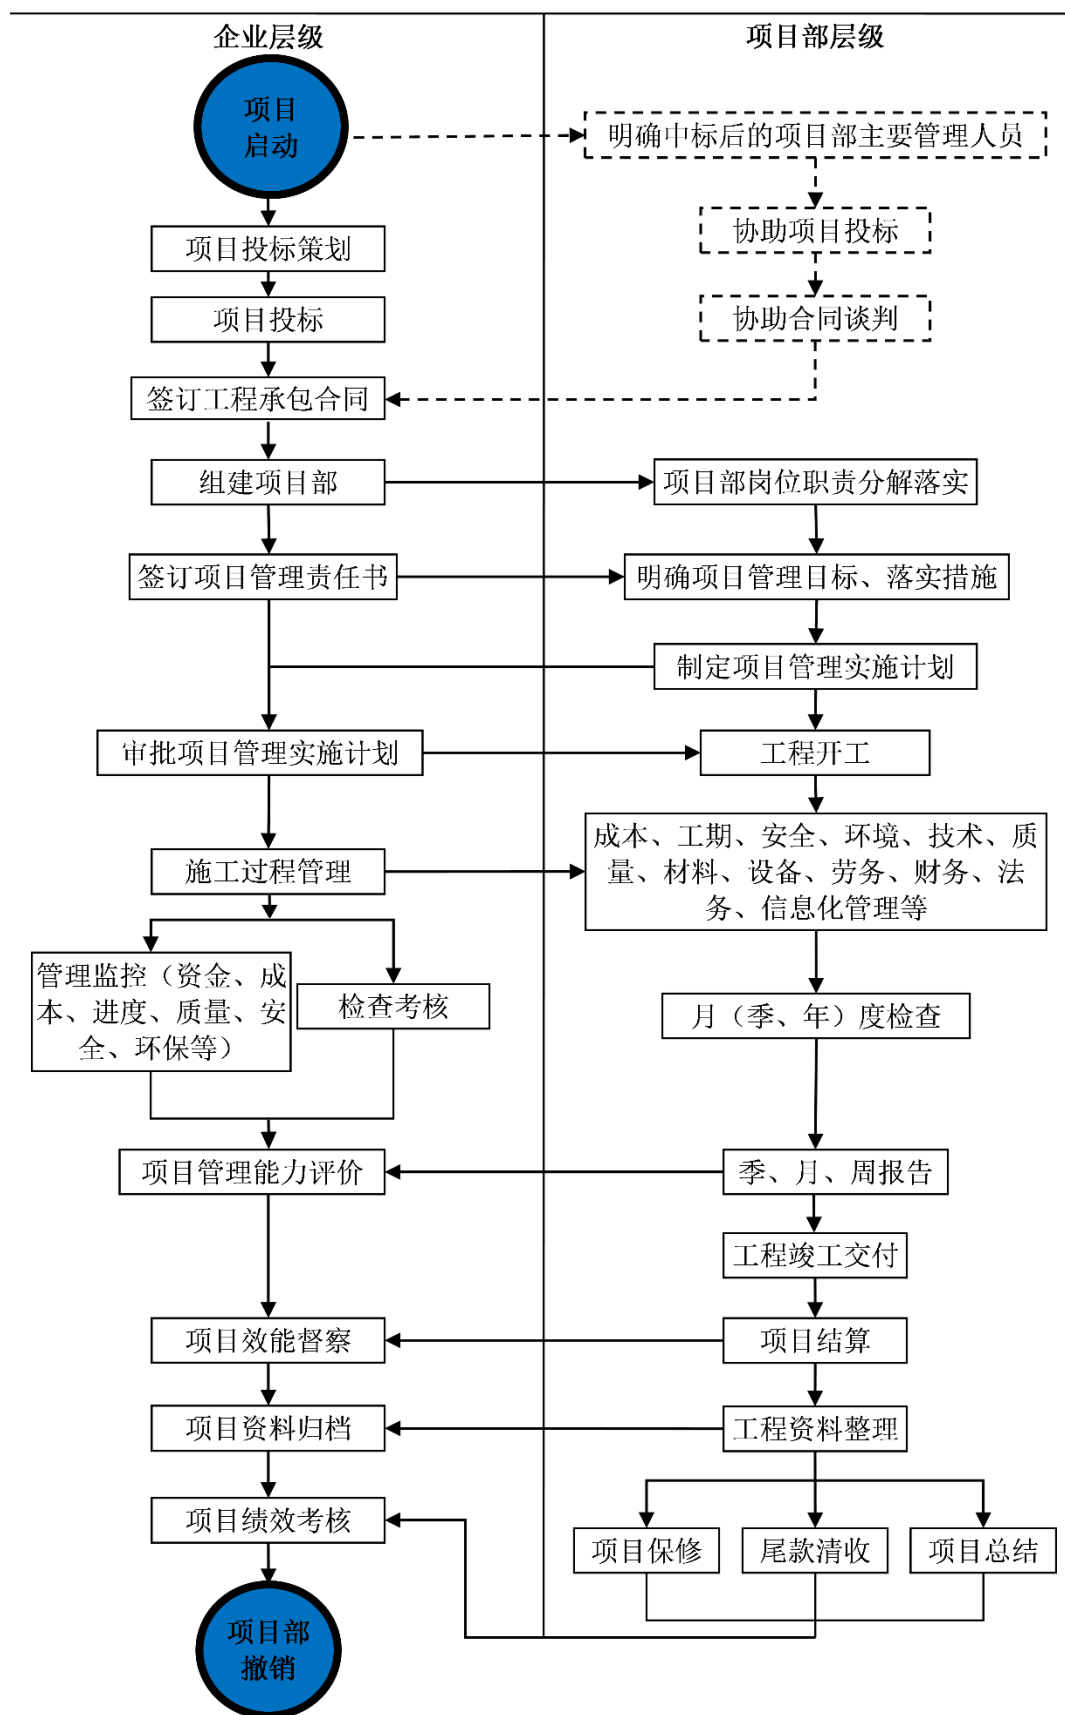 企业层级
项目部层级
项目
启动
明确中标后的项目部主要管理人员
项目投标策划
协助项目投标
项目投标
协助合同谈判
签订工程承包合同
组建项目部
项目部岗位职责分解落实
签订项目管理责任书
明确项目管理目标、落实措施
制定项目管理实施计划
审批项目管理实施计划
工程开工
施工过程管理
成本、工期、安全、环境、技术、质
量、材料、设备、劳务、财务、法
务、信息化管理等
管理监控（资金、成
本、进度、质量、安
全、环保等）
检查考核
月（季、年）度检查
项目管理能力评价
季、月、周报告
工程竣工交付
项目效能督察
项目结算
项目资料归档
工程资料整理
项目绩效考核
项目保修
尾款清收
项目总结
项目部
撤销